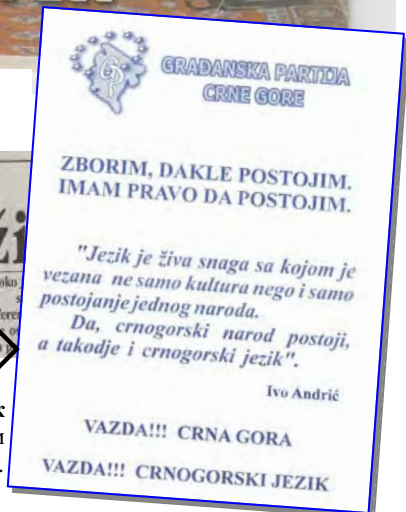 GRAĐANSKA PARTIJA
CRNE GORE
ZBORIM, DAKLE POSTOJIM.
IMAM PRAVO DA POSTOJIM.
"Jezik je živa snaga sa kojom je
vezana ne samo kultura nego i samo
postojanje jednog naroda.
Da, crnogorski narod postoji,
a takodje i crnogorski jezik".
Ivo Andrić
VAZDA!!! CRNA GORA
VAZDA!!! CRNOGORSKI JEZIK